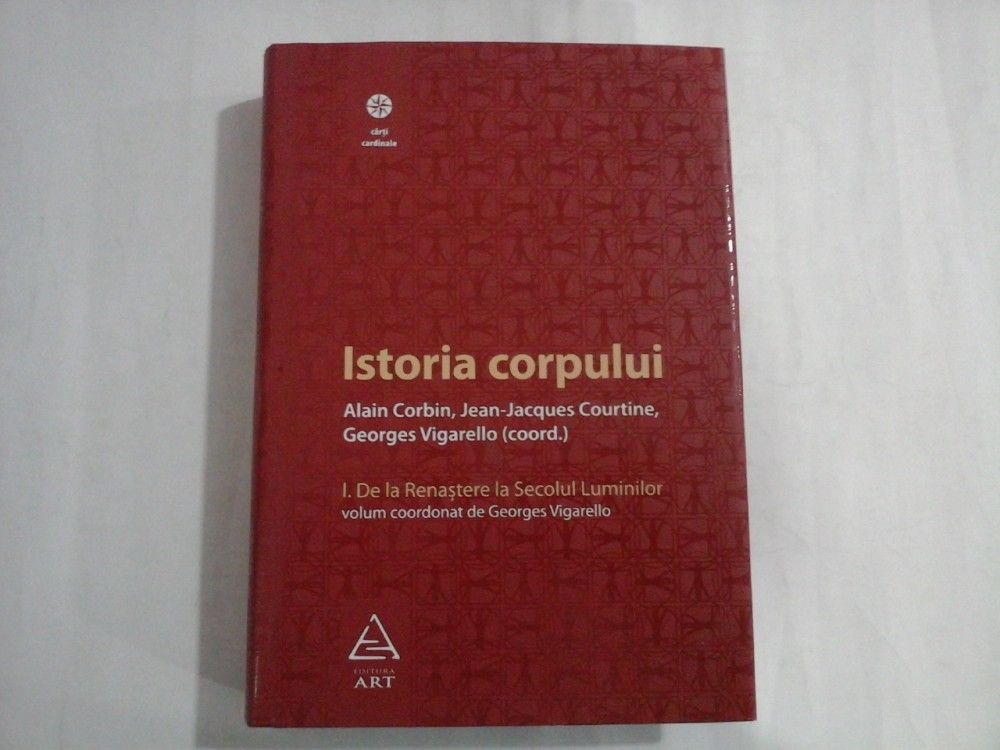 cărți
cardinale
Istoria corpului
Alain Corbin, Jean-Jacques Courtine,
Georges Vigarello (coord.)
I. De la Renaștere la Secolul Luminilor
volum coordonat de Georges Vigarello
EDITURA
ART